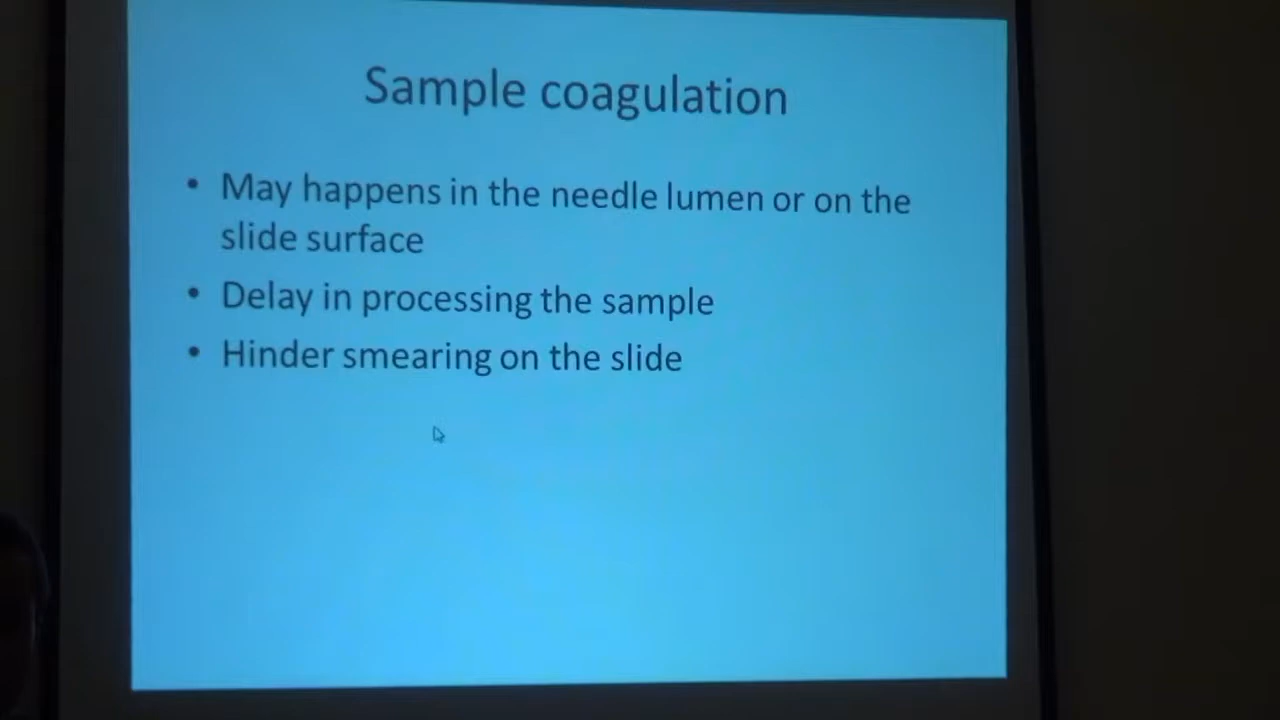 Sample coagulation
• May happens in the needle lumen or on the
slide surface
• Delay in processing the sample
• Hinder smearing on the slide